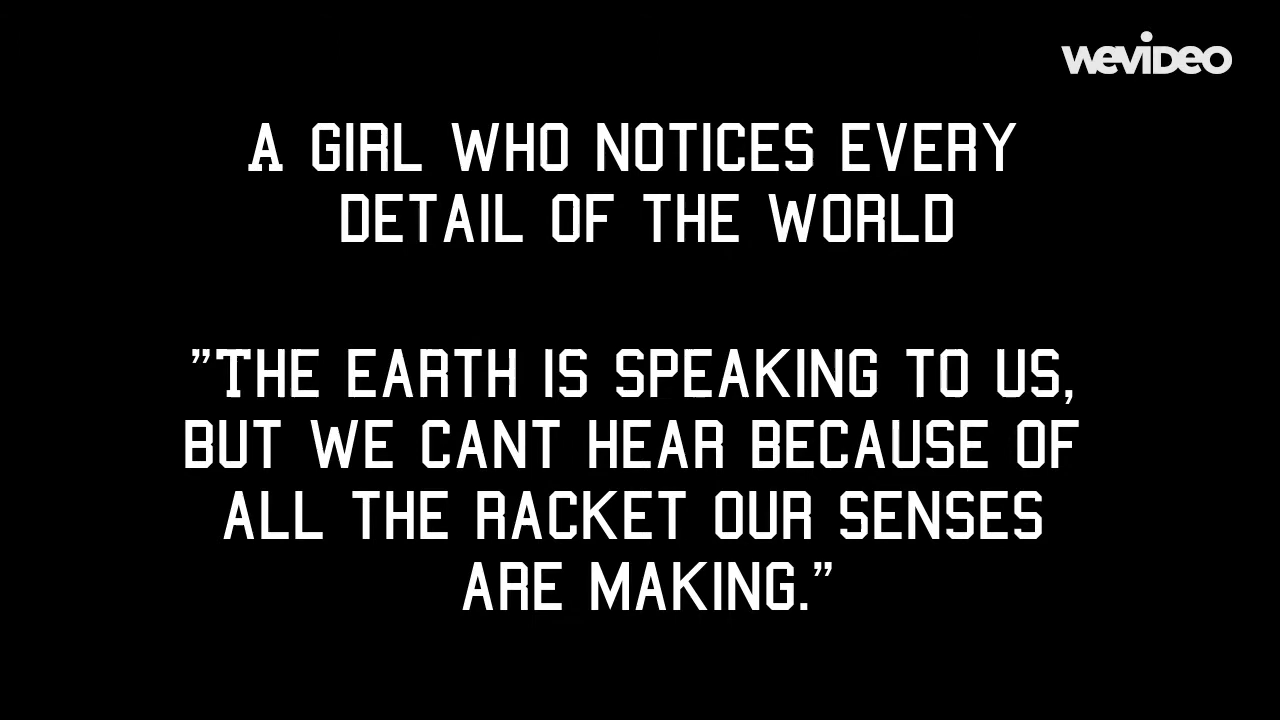 WeVideo
A GIRL WHO NOTICES EVERY
DETAIL OF THE WORLD
"THE EARTH IS SPEAKING TO US,
BUT WE CANT HEAR BECAUSE OF
ALL THE RACKET OUR SENSES
ARE MAKING."